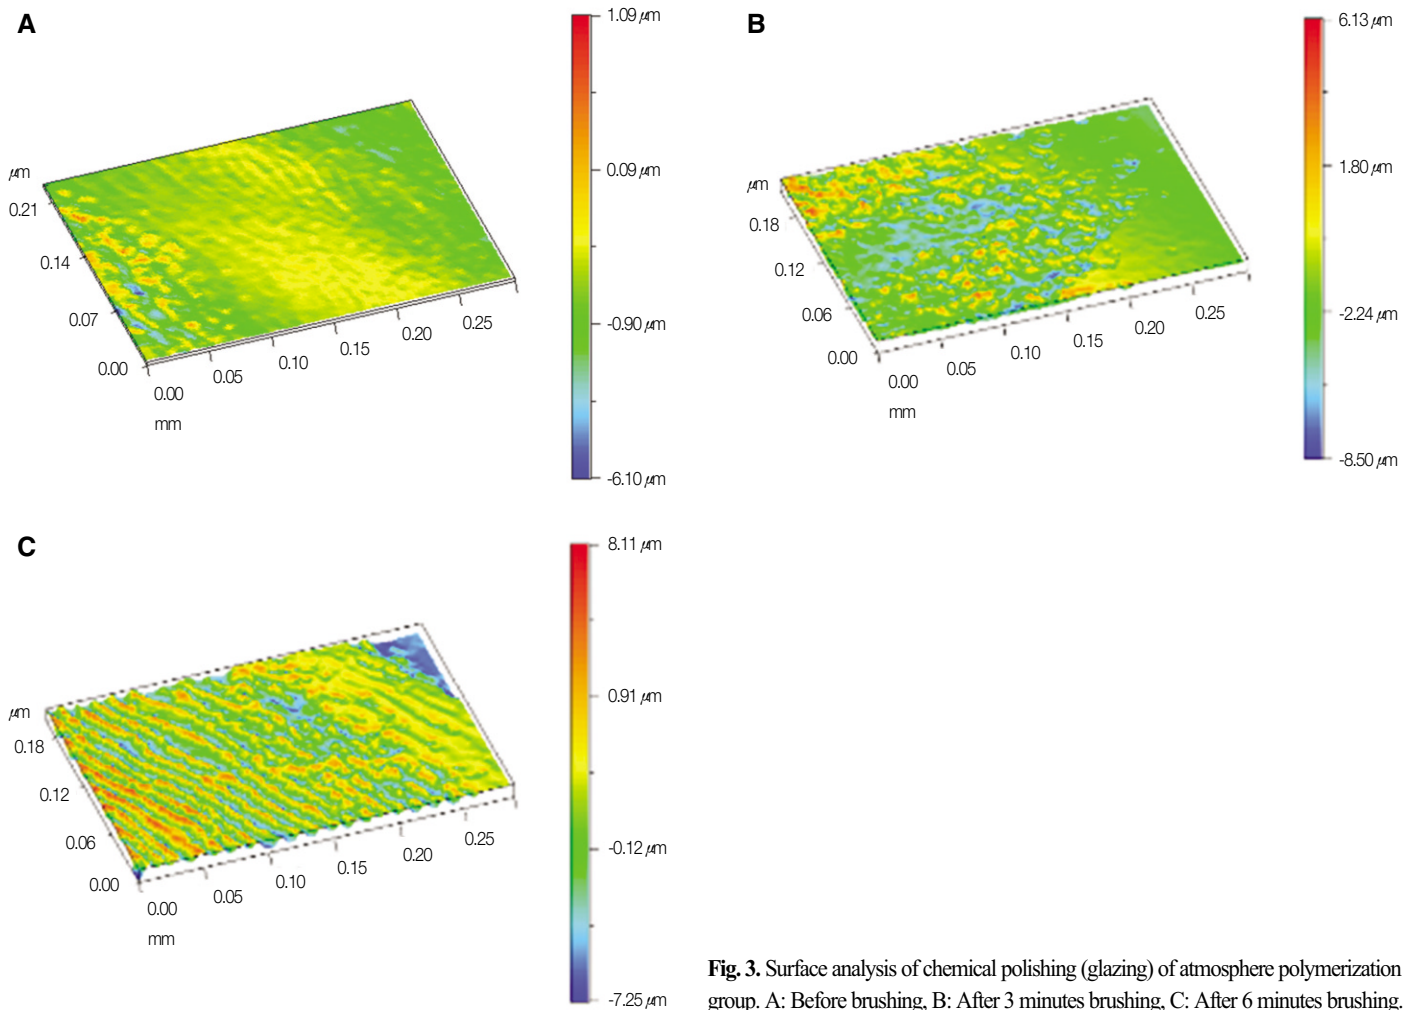 A
1.09 µm
0.09 µm
-0.90 µm
-6.10 µm
µm
0.21
0.14
0.07
0.00
0.00
0.05
0.10
0.15
0.20
0.25
mm
B
6.13 µm
1.80 µm
-2.24 µm
-8.50 µm
µm
0.18
0.12
0.06
0.00
0.00
0.05
0.10
0.15
0.20
0.25
mm
C
8.11 µm
0.91 µm
-0.12 µm
-7.25 µm
µm
0.18
0.12
0.06
0.00
0.00
0.05
0.10
0.15
0.20
0.25
mm
Fig. 3. Surface analysis of chemical polishing (glazing) of atmosphere polymerization
group. A: Before brushing, B: After 3 minutes brushing, C: After 6 minutes brushing.